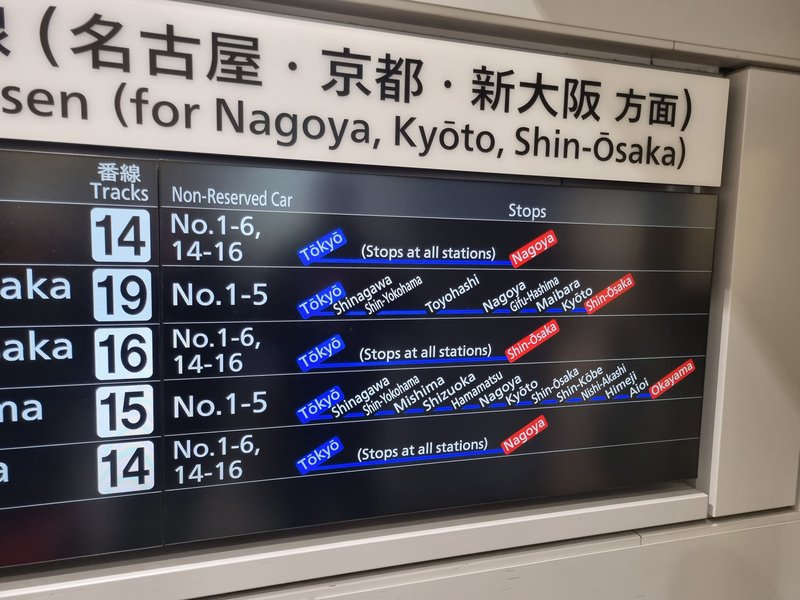 線（名古屋・京都・新大阪 方面）
sen (for Nagoya, Kyōto, Shin-Ōsaka)
番線
Tracks Non-Reserved Car Stops
14 No.1-6, 14-16 Tōkyō (Stops at all stations) Nagoya
aka 19 No.1-5 Tōkyō Shinagawa Shin-Yokohama Toyohashi Nagoya Gifu-Hashima Maibara Kyōto Shin-Ōsaka
saka 16 No.1-6, 14-16 Tōkyō (Stops at all stations) Shin-Ōsaka
ma 15 No.1-5 Tōkyō Shinagawa Shin-Yokohama Mishima Shizuoka Hamamatsu Nagoya Kyōto Shin-Ōsaka Shin-Kōbe Nishi-Akashi Himeji Aioi Okayama
a 14 No.1-6, 14-16 Tōkyō (Stops at all stations) Nagoya